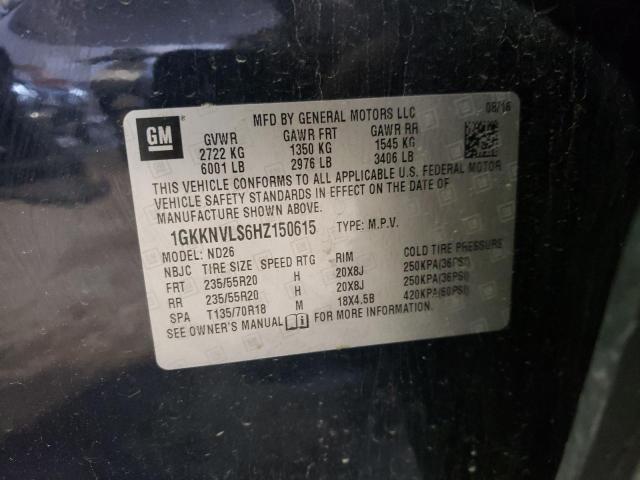 MFD BY GENERAL MOTORS LLC 08/16
GM
GVWR GAWR FRT GAWR RR
2722 KG 1350 KG 1545 KG
6001 LB 2976 LB 3406 LB
THIS VEHICLE CONFORMS TO ALL APPLICABLE U.S. FEDERAL MOTOR
VEHICLE SAFETY STANDARDS IN EFFECT ON THE DATE OF
MANUFACTURE SHOWN ABOVE.
1GKKNVLS6HZ150615 TYPE: M.P.V.
MODEL: ND26
NBJC TIRE SIZE SPEED RTG RIM COLD TIRE PRESSURE
FRT 235/55R20 H 20X8J 250KPA(36PSI)
RR 235/55R20 H 20X8J 250KPA(36PSI)
SPA T135/70R18 M 18X4.5B 420KPA(60PSI)
SEE OWNER'S MANUAL FOR MORE INFORMATION.